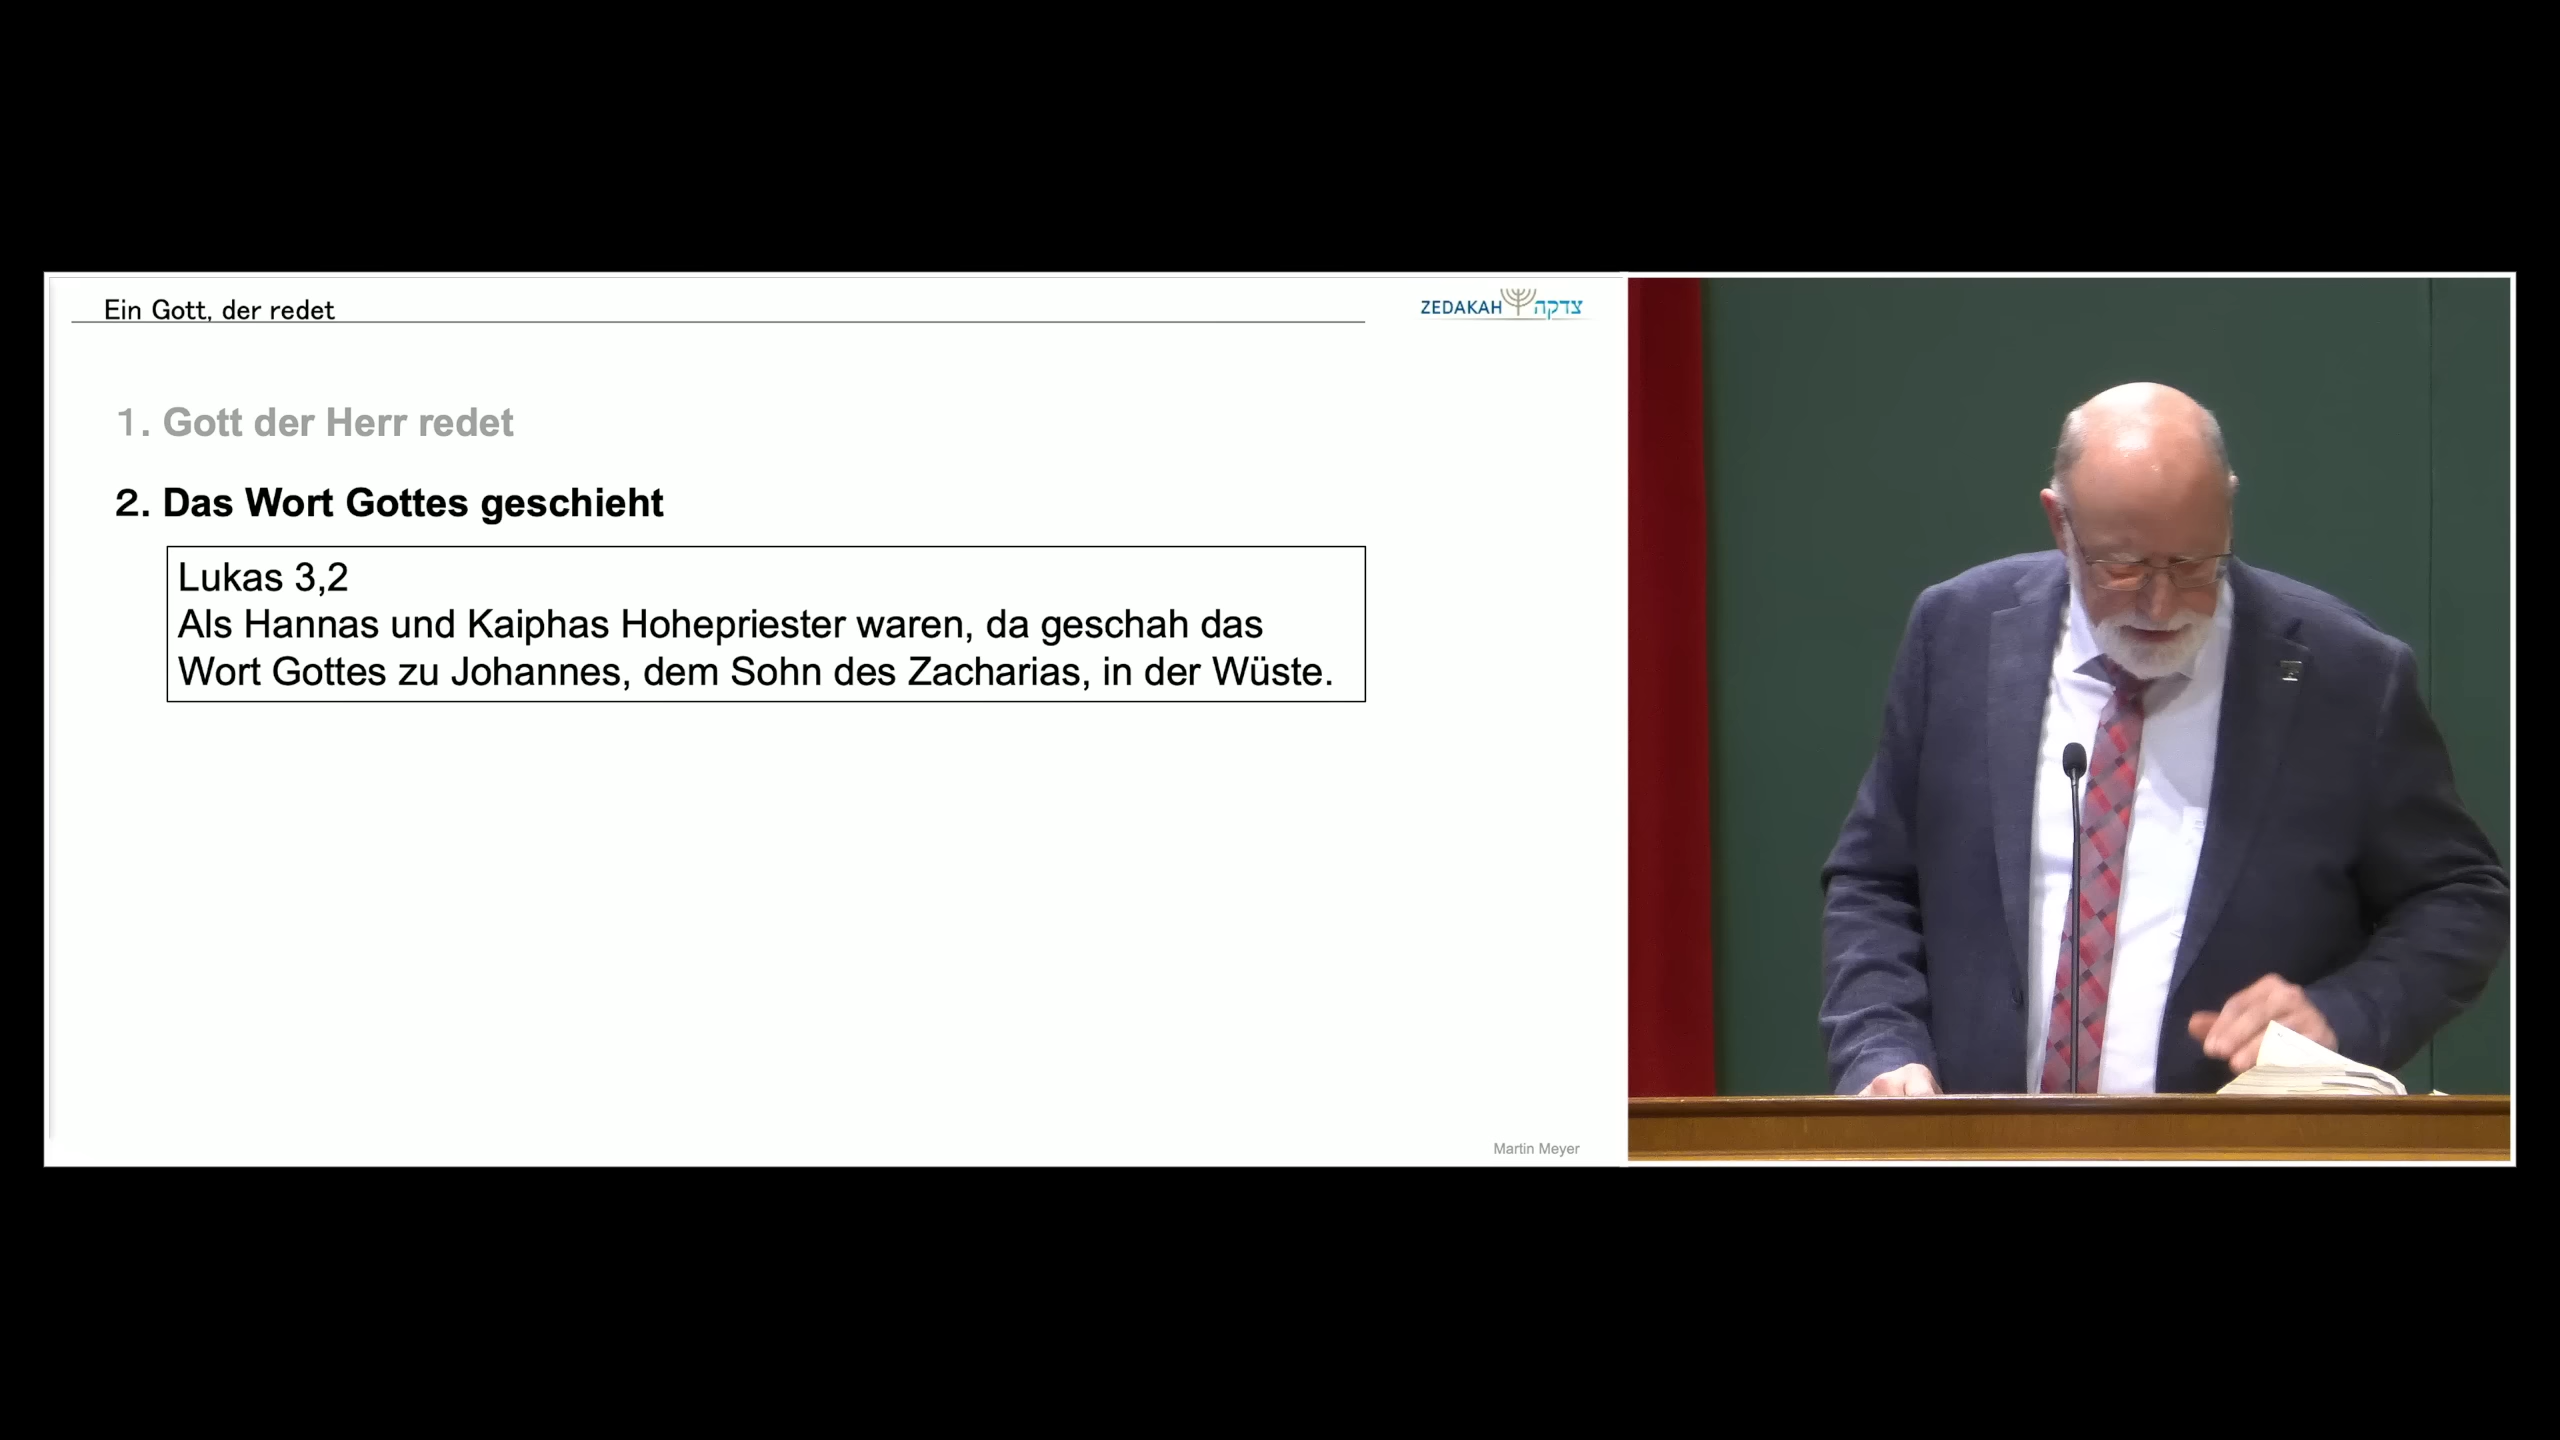 Ein Gott, der redet
ZEDAKAH צדקה
1. Gott der Herr redet
2. Das Wort Gottes geschieht
Lukas 3,2
Als Hannas und Kaiphas Hohepriester waren, da geschah das
Wort Gottes zu Johannes, dem Sohn des Zacharias, in der Wüste.
Martin Meyer